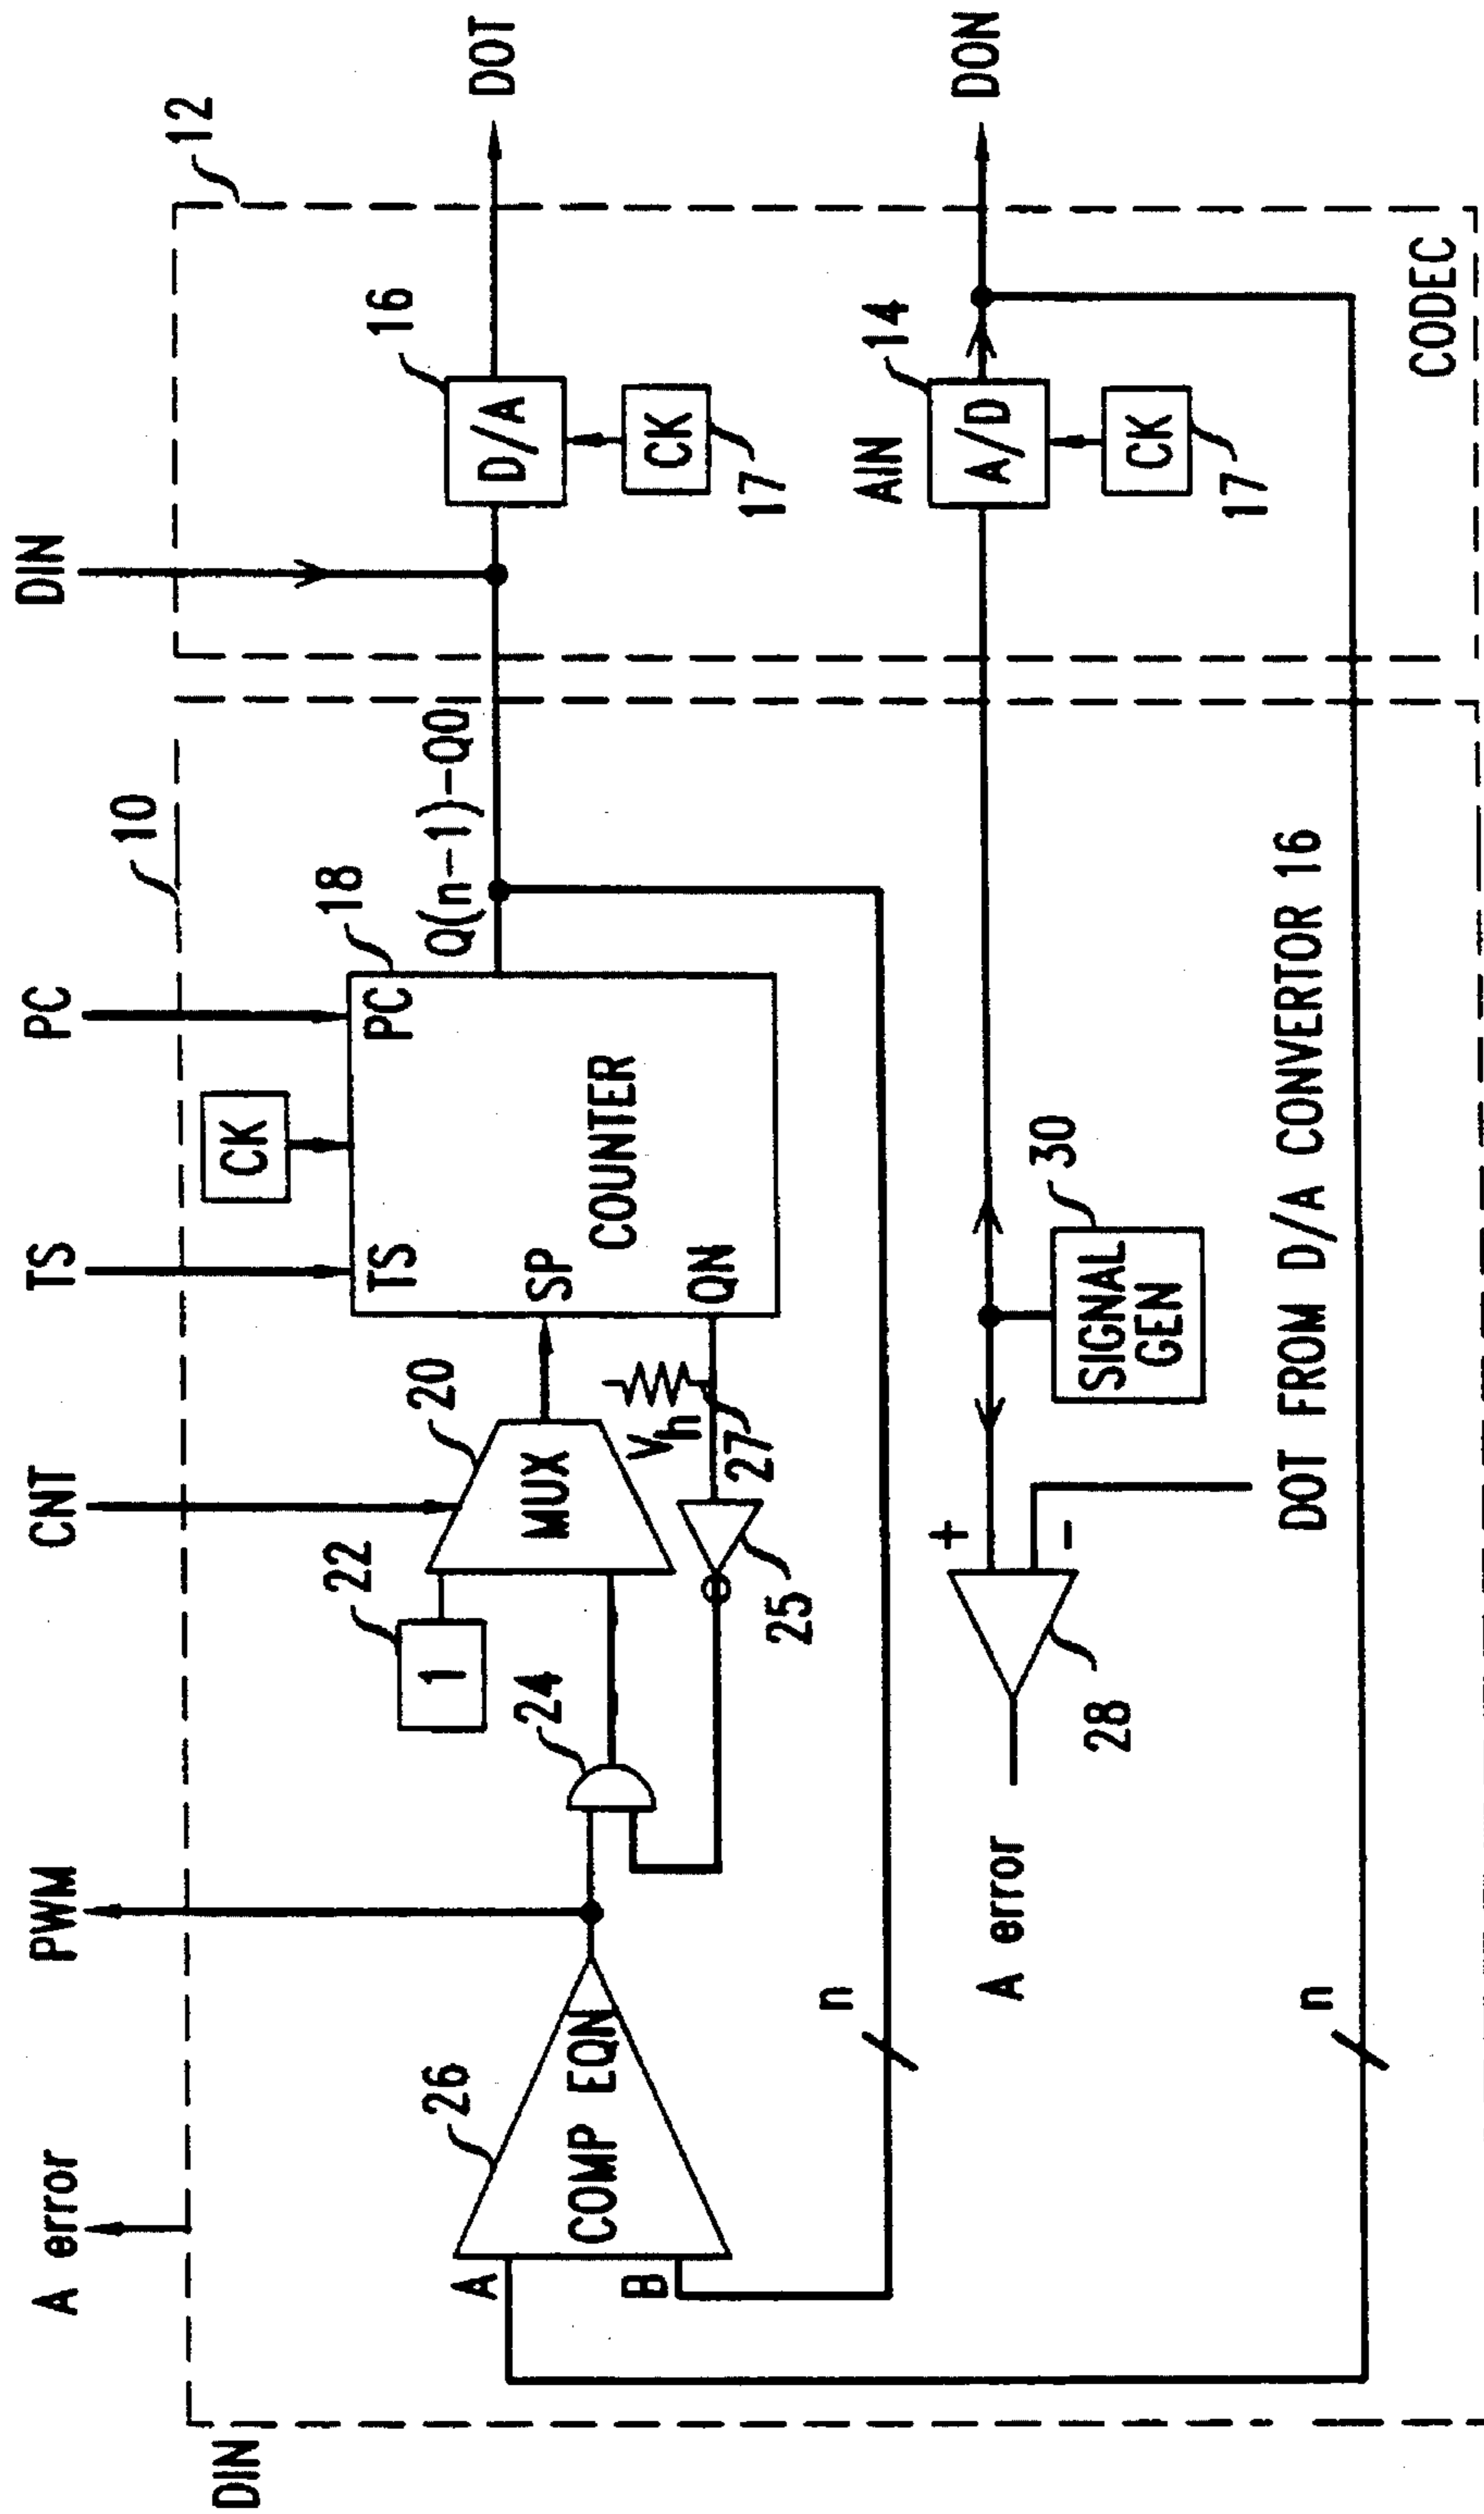 A error
PWM
CNT
TS
PC
DIN
DIN
10
12
CK
22
1
20
MUX
TS
PC
18
SP
COUNTER
QN
Q(n-1)-Q0
16
D/A
DOT
CK
17
26
A
COMP EQN
B
24
25
Vh
27
AIN
14
A/D
DON
CK
17
n
A error
+
-
28
30
SIGNAL
GEN
DOT FROM D/A CONVERTOR 16
n
CODEC